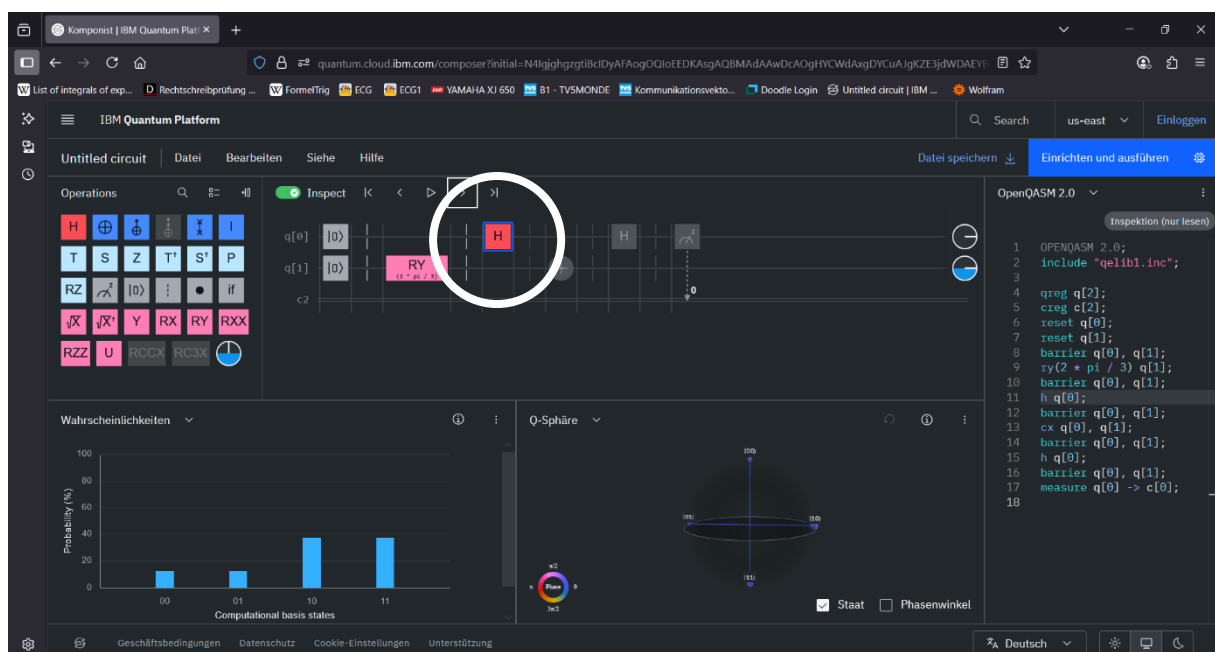 Komponist | IBM Quantum Platf
quantum.cloud.ibm.com/composer?initial=
List of integrals of exp...
Rechtschreibprüfung ...
FormelTrig
ECG
ECG1
YAMAHA XJ 650
B1 - TV5MONDE
Kommunikationsvekto...
Doodle Login
Untitled circuit | IBM ...
Wolfram
IBM Quantum Platform
Search
us-east
Einloggen
Untitled circuit
Datei
Bearbeiten
Siehe
Hilfe
Datei speichern
Einrichten und ausführen
Operations
Inspect
OpenQASM 2.0
Inspektion (nur lesen)
H
I
T S Z T† S† P
RZ z |0⟩ if
√X √X† Y RX RY RXX
RZZ U RCCX RC3X
q[0] |0⟩ H H z
q[1] |0⟩ RY
(2 * pi / 3)
c2 0
1 OPENQASM 2.0;
2 include "qelib1.inc";
3
4 qreg q[2];
5 creg c[2];
6 reset q[0];
7 reset q[1];
8 barrier q[0], q[1];
9 ry(2 * pi / 3) q[1];
10 barrier q[0], q[1];
11 h q[0];
12 barrier q[0], q[1];
13 cx q[0], q[1];
14 barrier q[0], q[1];
15 h q[0];
16 barrier q[0], q[1];
17 measure q[0] -> c[0];
18
Wahrscheinlichkeiten
Probability (%)
100
80
60
40
20
0
00 01 10 11
Computational basis states
Q-Sphäre
|00⟩
|01⟩
|10⟩
|11⟩
π/2
π Phase 0
3π/2
Staat
Phasenwinkel
Geschäftsbedingungen
Datenschutz
Cookie-Einstellungen
Unterstützung
Deutsch